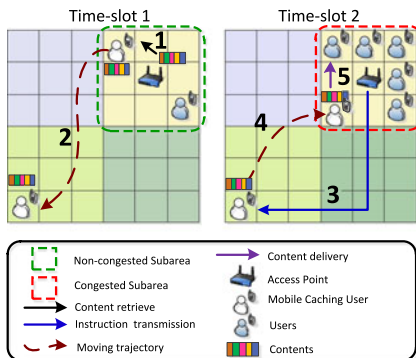 Time-slot 1
Time-slot 2
1
2
5
4
3
Non-congested Subarea
Congested Subarea
Content retrieve
Instruction transmission
Moving trajectory
Content delivery
Access Point
Mobile Caching User
Users
Contents